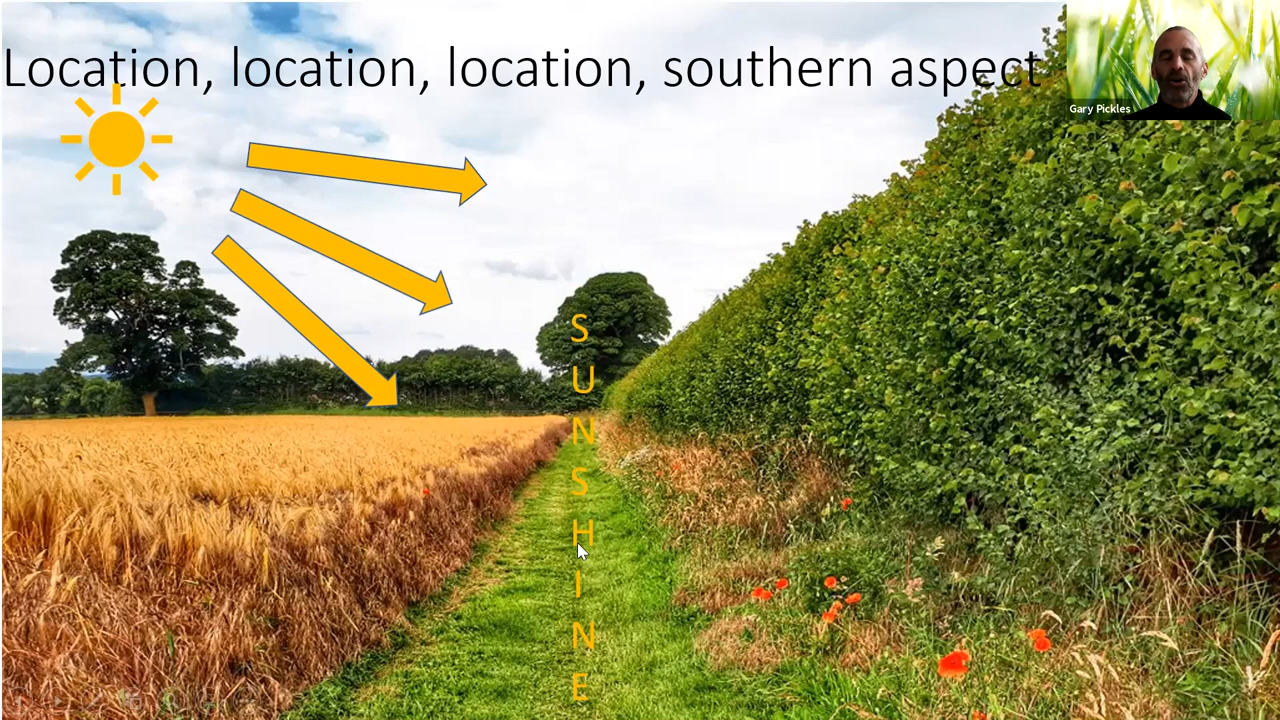 Location, location, location, southern aspect
Gary Pickles
S
U
N
S
H
I
N
E